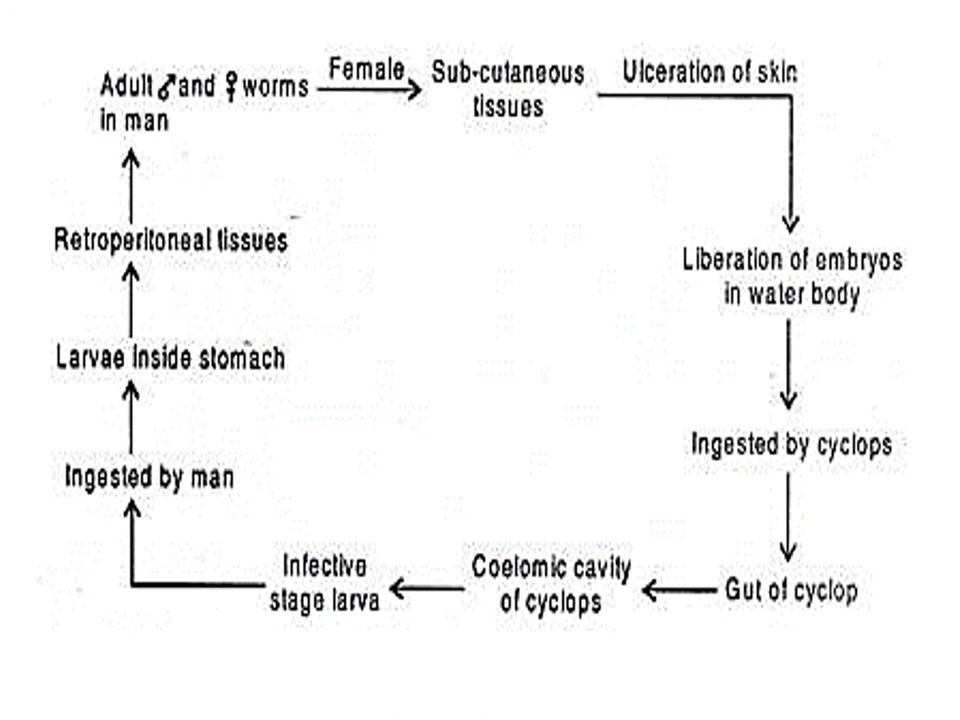 Adult ♂and ♀worms
in man
Female
Sub-cutaneous
tissues
Ulceration of skin
Liberation of embryos
in water body
Ingested by cyclops
Gut of cyclop
Coelomic cavity
of cyclops
Infective
stage larva
Ingested by man
Larvae inside stomach
Retroperitoneal tissues